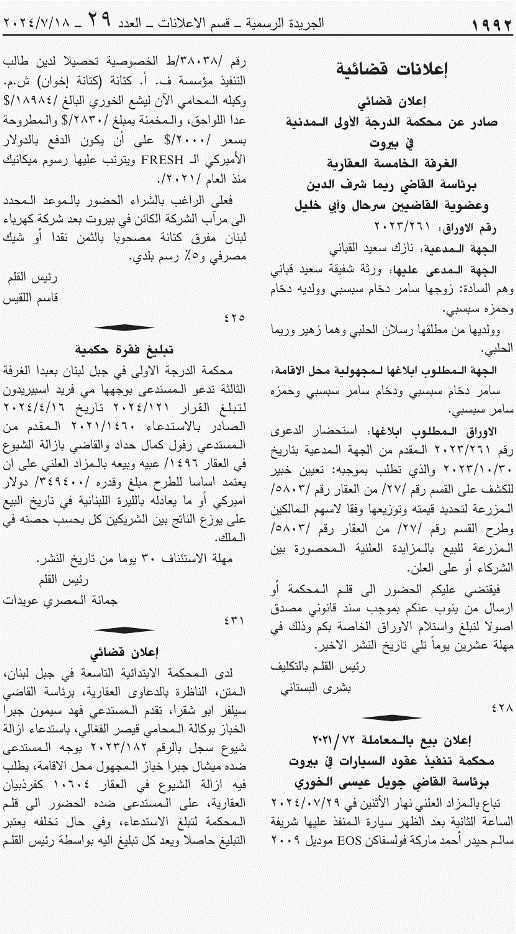 ١٩٩٢
الجريدة الرسمية ــ قسم الاعلانات ــ العدد ٢٩ ــ ٢٠٢٤/٧/١٨
إعلانات قضائية
إعلان قضائي
صادر عن محكمة الدرجة الأولى المدنية
في بيروت
الغرفة الخامسة العقارية
برئاسة القاضي ريما شرف الدين
وعضوية القاضيين سرحال وأبي خليل
رقم الاوراق: ٢٠٢٣/٢٦١
الجهة المدعية: نازك سعيد القباني
الجهة المدعى عليها: ورثة شفيقة سعيد قباني
وهم السادة: زوجها سامر دحّام سبسبي وولديه دحّام
وحمزه سبسبي.
وولديها من مطلقها رسلان الحلبي وهما زهير وريما
الحلبي.
الجهة المطلوب ابلاغها لمجهولية محل الاقامة:
سامر دحّام سبسبي ودحّام سامر سبسبي وحمزه
سامر سبسبي.
الاوراق المطلوب ابلاغها: استحضار الدعوى
رقم ٢٠٢٣/٢٦١ المقدم من الجهة المدعية بتاريخ
٢٠٢٣/١٠/٣٠ والذي تطلب بموجبه: تعيين خبير
للكشف على القسم رقم /٢٧/ من العقار رقم /٥٨٠٣/
المزرعة لتحديد قيمته وتوزيعها وفقا لاسهم المالكين
وطرح القسم رقم /٢٧/ من العقار رقم /٥٨٠٣/
المزرعة للبيع بالمزايدة العلنية المحصورة بين
الشركاء أو على العلن.
فيقتضي عليكم الحضور الى قلم المحكمة أو
ارسال من ينوب عنكم بموجب سند قانوني مصدق
اصولا لتبلغ واستلام الاوراق الخاصة بكم وذلك في
مهلة عشرين يوماً تلي تاريخ النشر الاخير.
رئيس القلم بالتكليف
بشرى البستاني
٤٢٨
إعلان بيع بالمعاملة ٢٠٢١/٧٢
محكمة تنفيذ عقود السيارات في بيروت
برئاسة القاضي جويل عيسى الخوري
تباع بالمزاد العلني نهار الأثنين في ٢٠٢٤/٠٧/٢٩
الساعة الثانية بعد الظهر سيارة المنفذ عليها شريفة
سالم حيدر أحمد ماركة فولسفاكن EOS موديل ٢٠٠٩
رقم /٣٨٠٣٨/ط الخصوصية تحصيلا لدين طالب
التنفيذ مؤسسة ف. أ. كتانة (كتانة إخوان) ش.م.
وكيله المحامي الآن ليشع الخوري البالغ /١٨٩٨٤/$
عدا اللواحق، والمخمنة بمبلغ /٢٨٣٠/$ والمطروحة
بسعر /٢٠٠٠/$ على أن يكون الدفع بالدولار
الأميركي الـ FRESH ويترتب عليها رسوم ميكانيك
منذ العام /٢٠٢١/.
فعلى الراغب بالشراء الحضور بالموعد المحدد
الى مرآب الشركة الكائن في بيروت بعد شركة كهرباء
لبنان مفرق كتانة مصحوبا بالثمن نقدا أو شيك
مصرفي و٥٪ رسم بلدي.
رئيس القلم
قاسم اللقيس
٤٢٥
تبليغ فقرة حكمية
محكمة الدرجة الاولى في جبل لبنان بعبدا الغرفة
الثالثة تدعو المستدعى بوجهها مي فريد اسبيريدون
لتبلغ القرار ٢٠٢٤/١٢١ تاريخ ٢٠٢٤/٤/١٦
الصادر بالاستدعاء ٢٠٢١/١٤٦٠ المقدم من
المستدعي رفول كمال حداد والقاضي بازالة الشيوع
في العقار /١٤٩٦/ عبيه وبيعه بالمزاد العلني على ان
يعتمد اساسا للطرح مبلغ وقدره /٣٤٩٤٠٠/ دولار
اميركي أو ما يعادله بالليرة اللبنانية في تاريخ البيع
على يوزع الناتج بين الشريكين كل بحسب حصته في
الملك.
مهلة الاستئناف ٣٠ يوما من تاريخ النشر.
رئيس القلم
جمانة المصري عويدات
٤٣١
إعلان قضائي
لدى المحكمة الابتدائية التاسعة في جبل لبنان،
المتن، الناظرة بالدعاوى العقارية، برئاسة القاضي
سيلفر ابو شقرا، تقدم المستدعي فهد سيمون جبرا
الخباز بوكالة المحامي قيصر الفغالي، باستدعاء ازالة
شيوع سجل بالرقم ٢٠٢٣/١٨٢ بوجه المستدعى
ضده ميشال جبرا خباز المجهول محل الاقامة، يطلب
فيه ازالة الشيوع في العقار ١٠٦٠٤ كفرذبيان
العقارية، على المستدعى ضده الحضور الى قلم
المحكمة لتبلغ الاستدعاء، وفي حال تخلفه يعتبر
التبليغ حاصلا ويعد كل تبليغ اليه بواسطة رئيس القلم